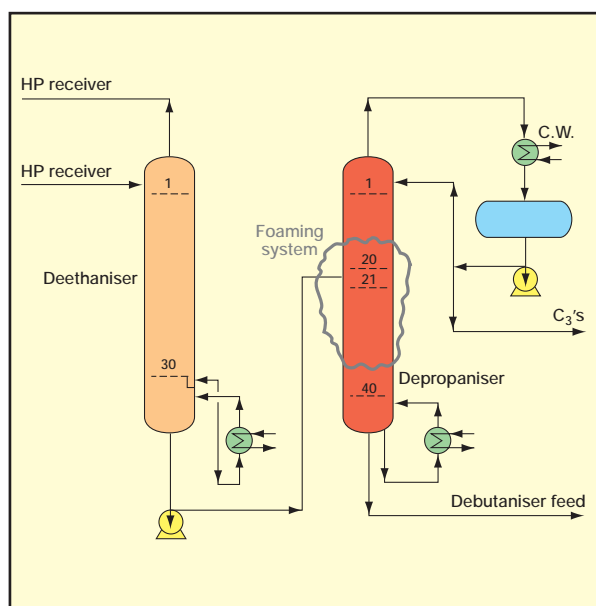 HP receiver
C.W.
HP receiver
1
1
Foaming
system
20
21
Deethaniser
C₃'s
30
Depropaniser
40
Debutaniser feed